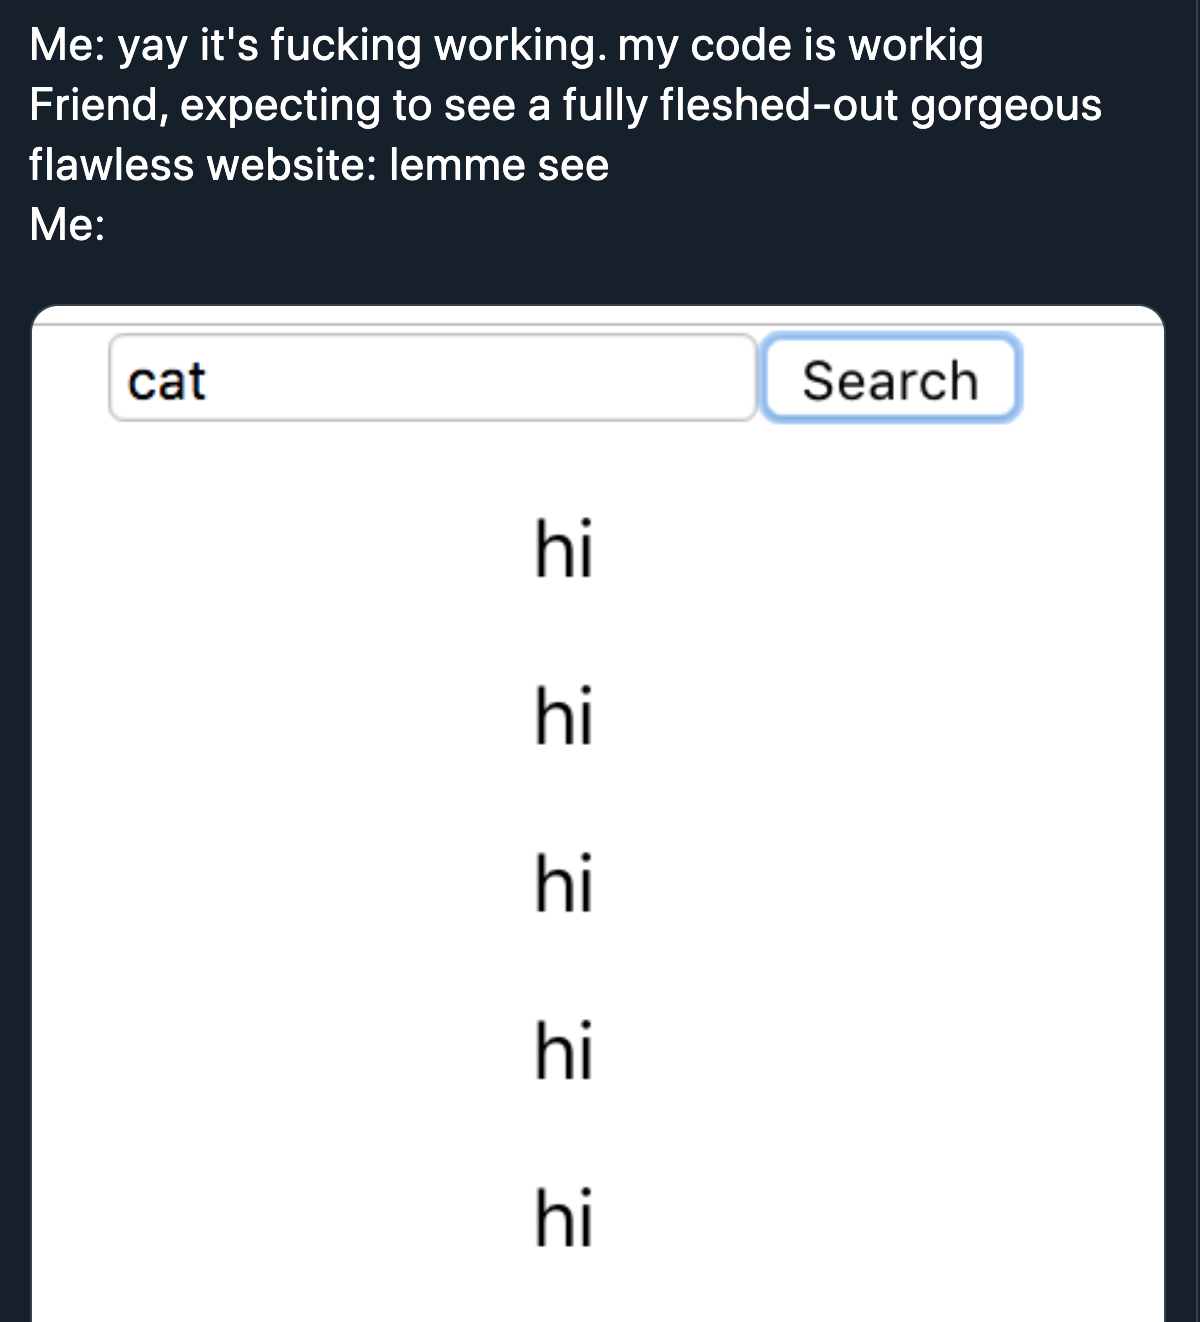 Me: yay it's fucking working. my code is workig
Friend, expecting to see a fully fleshed-out gorgeous
flawless website: lemme see
Me:
cat Search
hi
hi
hi
hi
hi